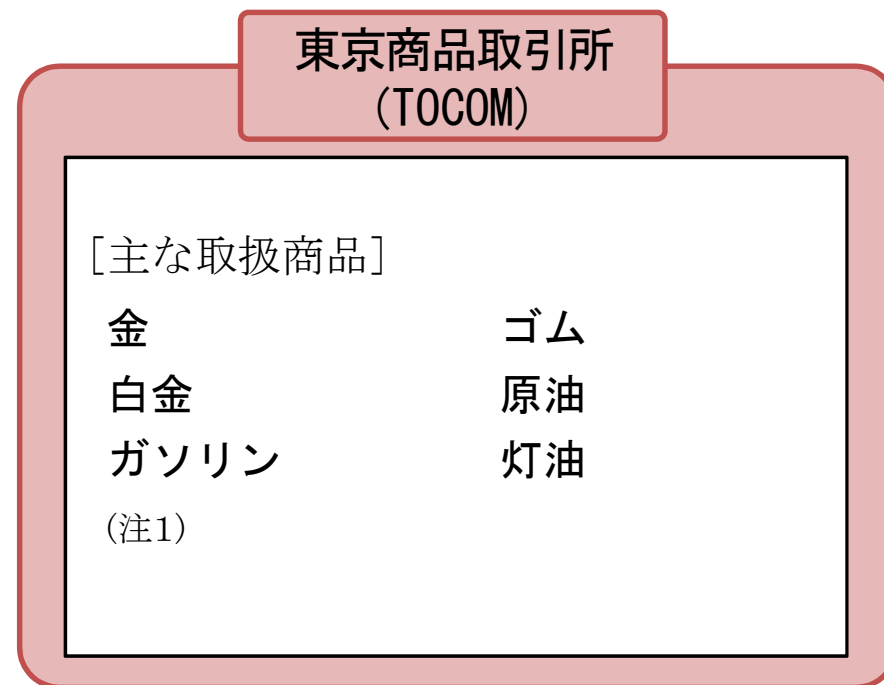 東京商品取引所
(TOCOM)
[主な取扱商品]
金 ゴム
白金 原油
ガソリン 灯油
(注1)